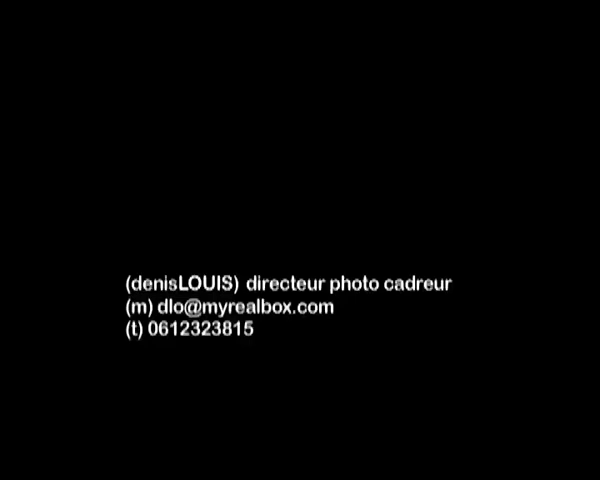 (denisLOUIS) directeur photo cadreur
(m) dlo@myrealbox.com
(t) 0612323815